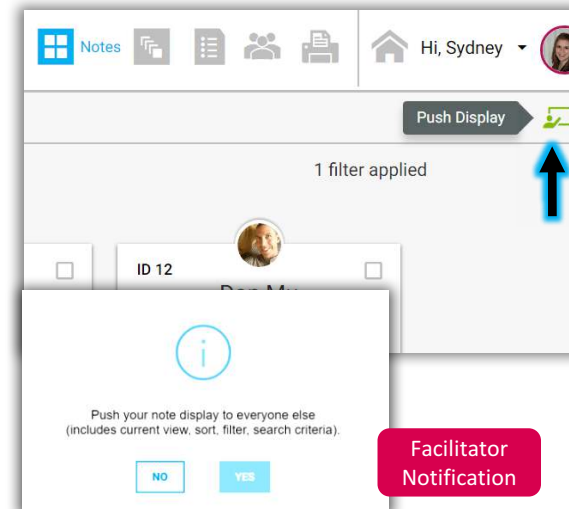 Notes
Hi, Sydney
Push Display
1 filter applied
ID 12
Push your note display to everyone else
(includes current view, sort, filter, search criteria).
NO
YES
Facilitator
Notification